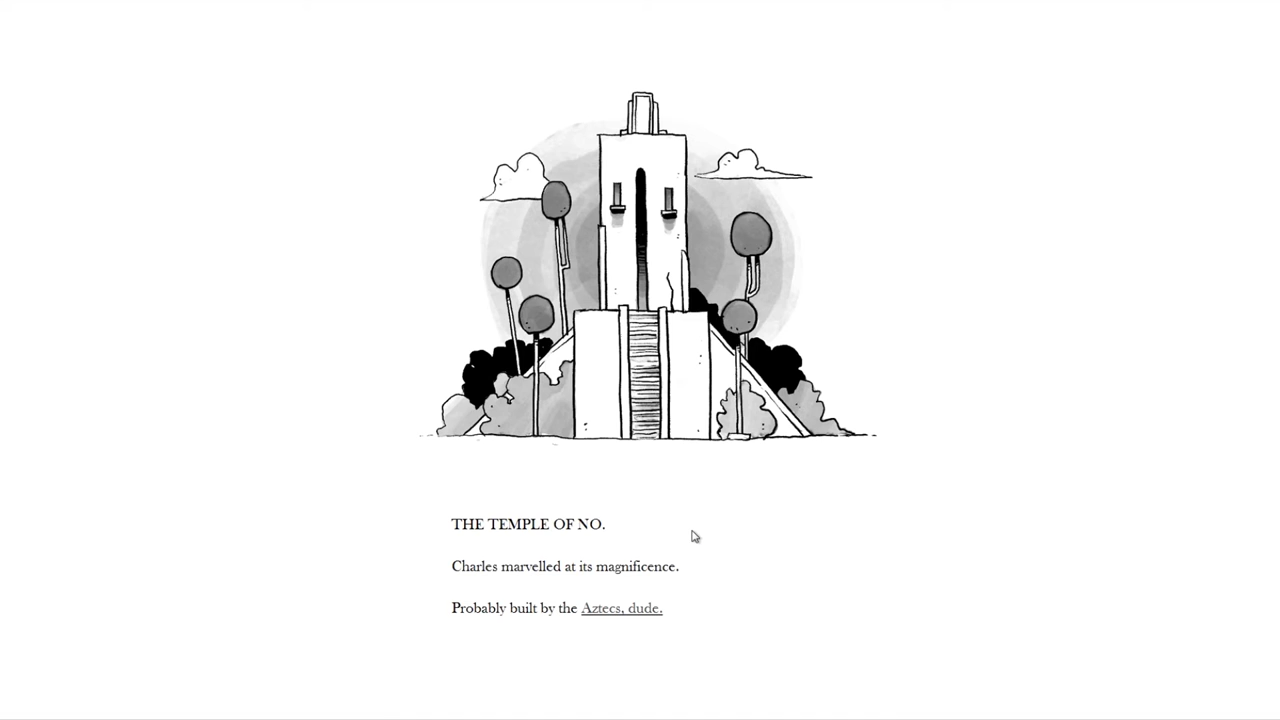 THE TEMPLE OF NO.
Charles marvelled at its magnificence.
Probably built by the Aztecs, dude.